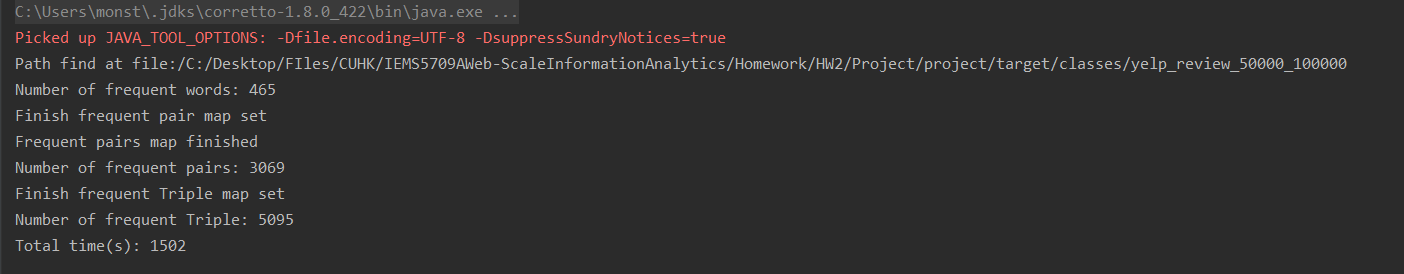 C:\Users\monst\.jdks\corretto-1.8.0_422\bin\java.exe ...
Picked up JAVA_TOOL_OPTIONS: -Dfile.encoding=UTF-8 -DsuppressSundryNotices=true
Path find at file:/C:/Desktop/FIles/CUHK/IEMS5709AWeb-ScaleInformationAnalytics/Homework/HW2/Project/project/target/classes/yelp_review_50000_100000
Number of frequent words: 465
Finish frequent pair map set
Frequent pairs map finished
Number of frequent pairs: 3069
Finish frequent Triple map set
Number of frequent Triple: 5095
Total time(s): 1502